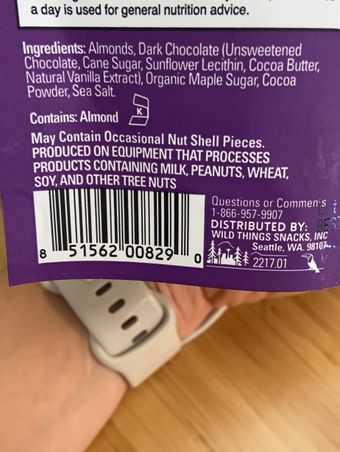 a day is used for general nutrition advice.
Ingredients: Almonds, Dark Chocolate (Unsweetened
Chocolate, Cane Sugar, Sunflower Lecithin, Cocoa Butter,
Natural Vanilla Extract), Organic Maple Sugar, Cocoa
Powder, Sea Salt.
Contains: Almond
K
May Contain Occasional Nut Shell Pieces.
PRODUCED ON EQUIPMENT THAT PROCESSES
PRODUCTS CONTAINING MILK, PEANUTS, WHEAT,
SOY, AND OTHER TREE NUTS
8 51562 00829 0
Questions or Comments
1-866-957-9907
DISTRIBUTED BY:
WILD THINGS SNACKS, INC
Seattle, WA. 98107
2217.01